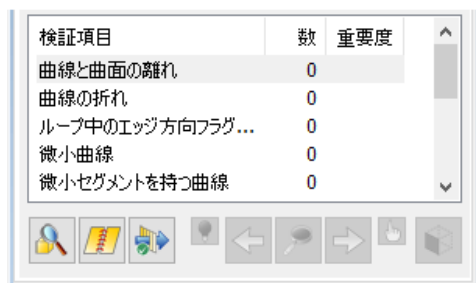 検証項目 数 重要度
曲線と曲面の離れ 0
曲線の折れ 0
ループ中のエッジ方向フラグ... 0
微小曲線 0
微小セグメントを持つ曲線 0